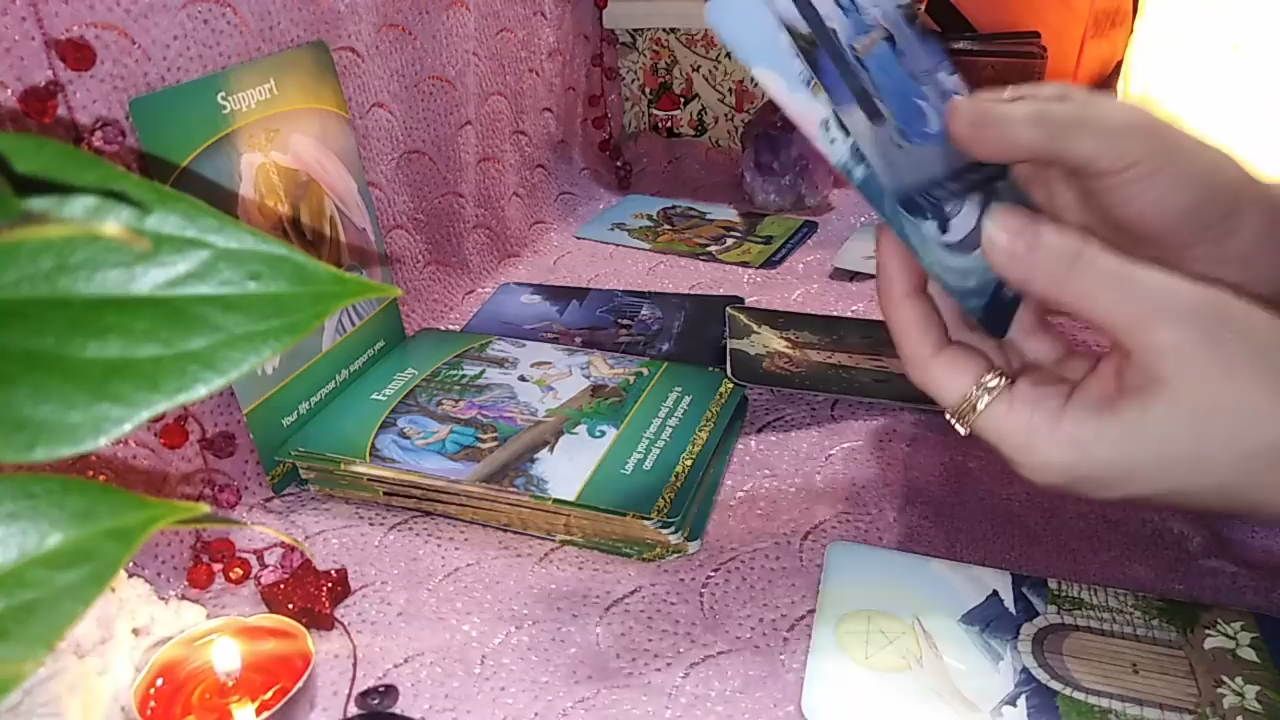 Support
Your life purpose fully supports you.
Family
Loving your friends and family is
central to your life purpose.